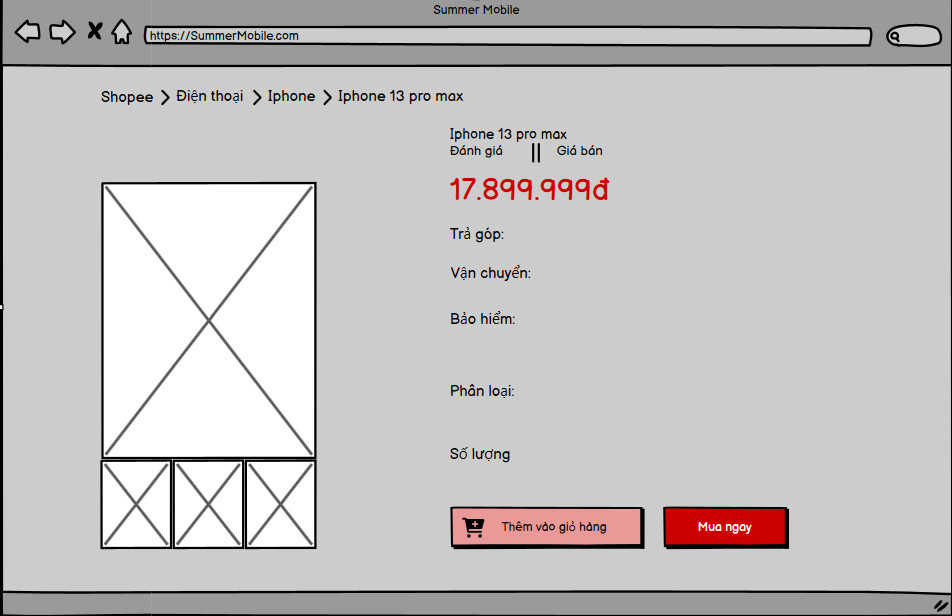 Summer Mobile
https://SummerMobile.com
Shopee > Điện thoại > Iphone > Iphone 13 pro max
Iphone 13 pro max
Đánh giá || Giá bán
17.899.999đ
Trả góp:
Vận chuyển:
Bảo hiểm:
Phân loại:
Số lượng
Thêm vào giỏ hàng
Mua ngay